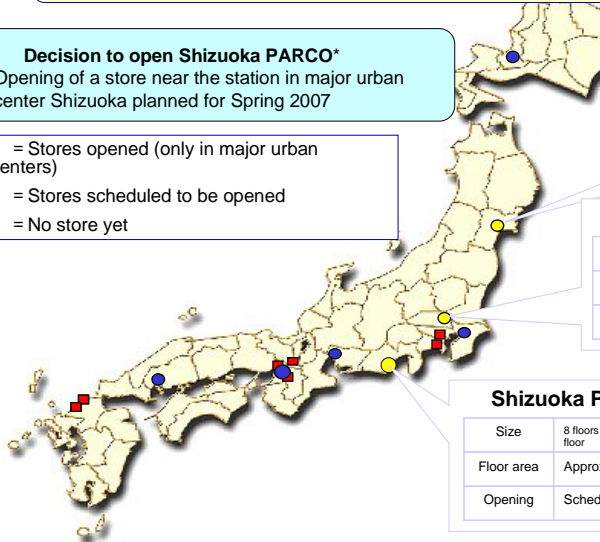 Decision to open Shizuoka PARCO*
Opening of a store near the station in major urban
center Shizuoka planned for Spring 2007
= Stores opened (only in major urban
enters)
= Stores scheduled to be opened
= No store yet
Shizuoka P
Size
8 floors
floor
Floor area
Approx
Opening
Sched